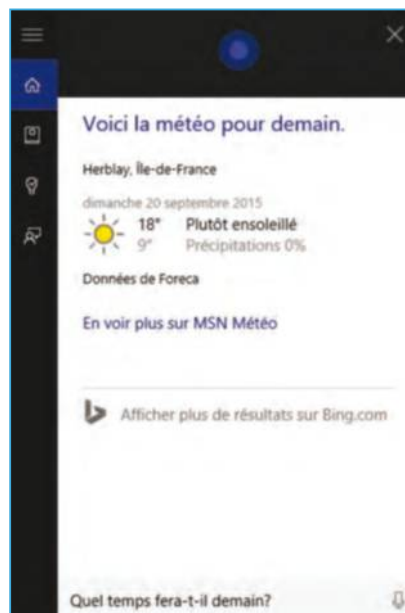 Voici la météo pour demain.
Herblay, Île-de-France
dimanche 20 septembre 2015
18° Plutôt ensoleillé
9° Précipitations 0%
Données de Foreca
En voir plus sur MSN Météo
Afficher plus de résultats sur Bing.com
Quel temps fera-t-il demain?